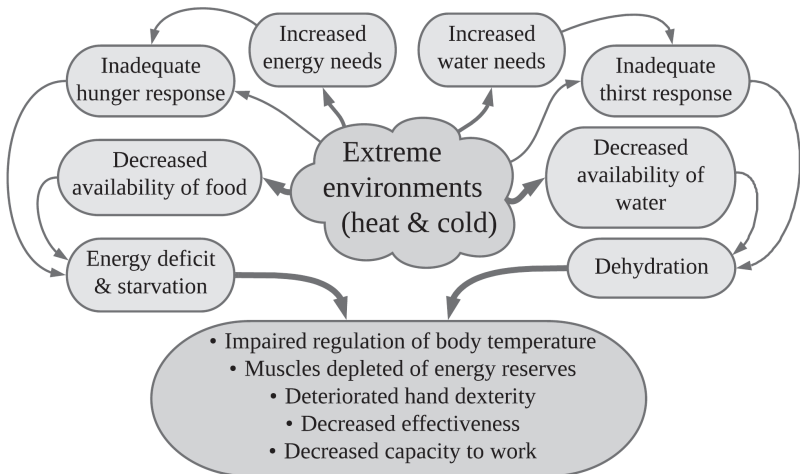 Increased
energy needs
Increased
water needs
Inadequate
hunger response
Inadequate
thirst response
Extreme
environments
(heat & cold)
Decreased
availability of food
Decreased
availability of
water
Energy deficit
& starvation
Dehydration
• Impaired regulation of body temperature
• Muscles depleted of energy reserves
• Deteriorated hand dexterity
• Decreased effectiveness
• Decreased capacity to work